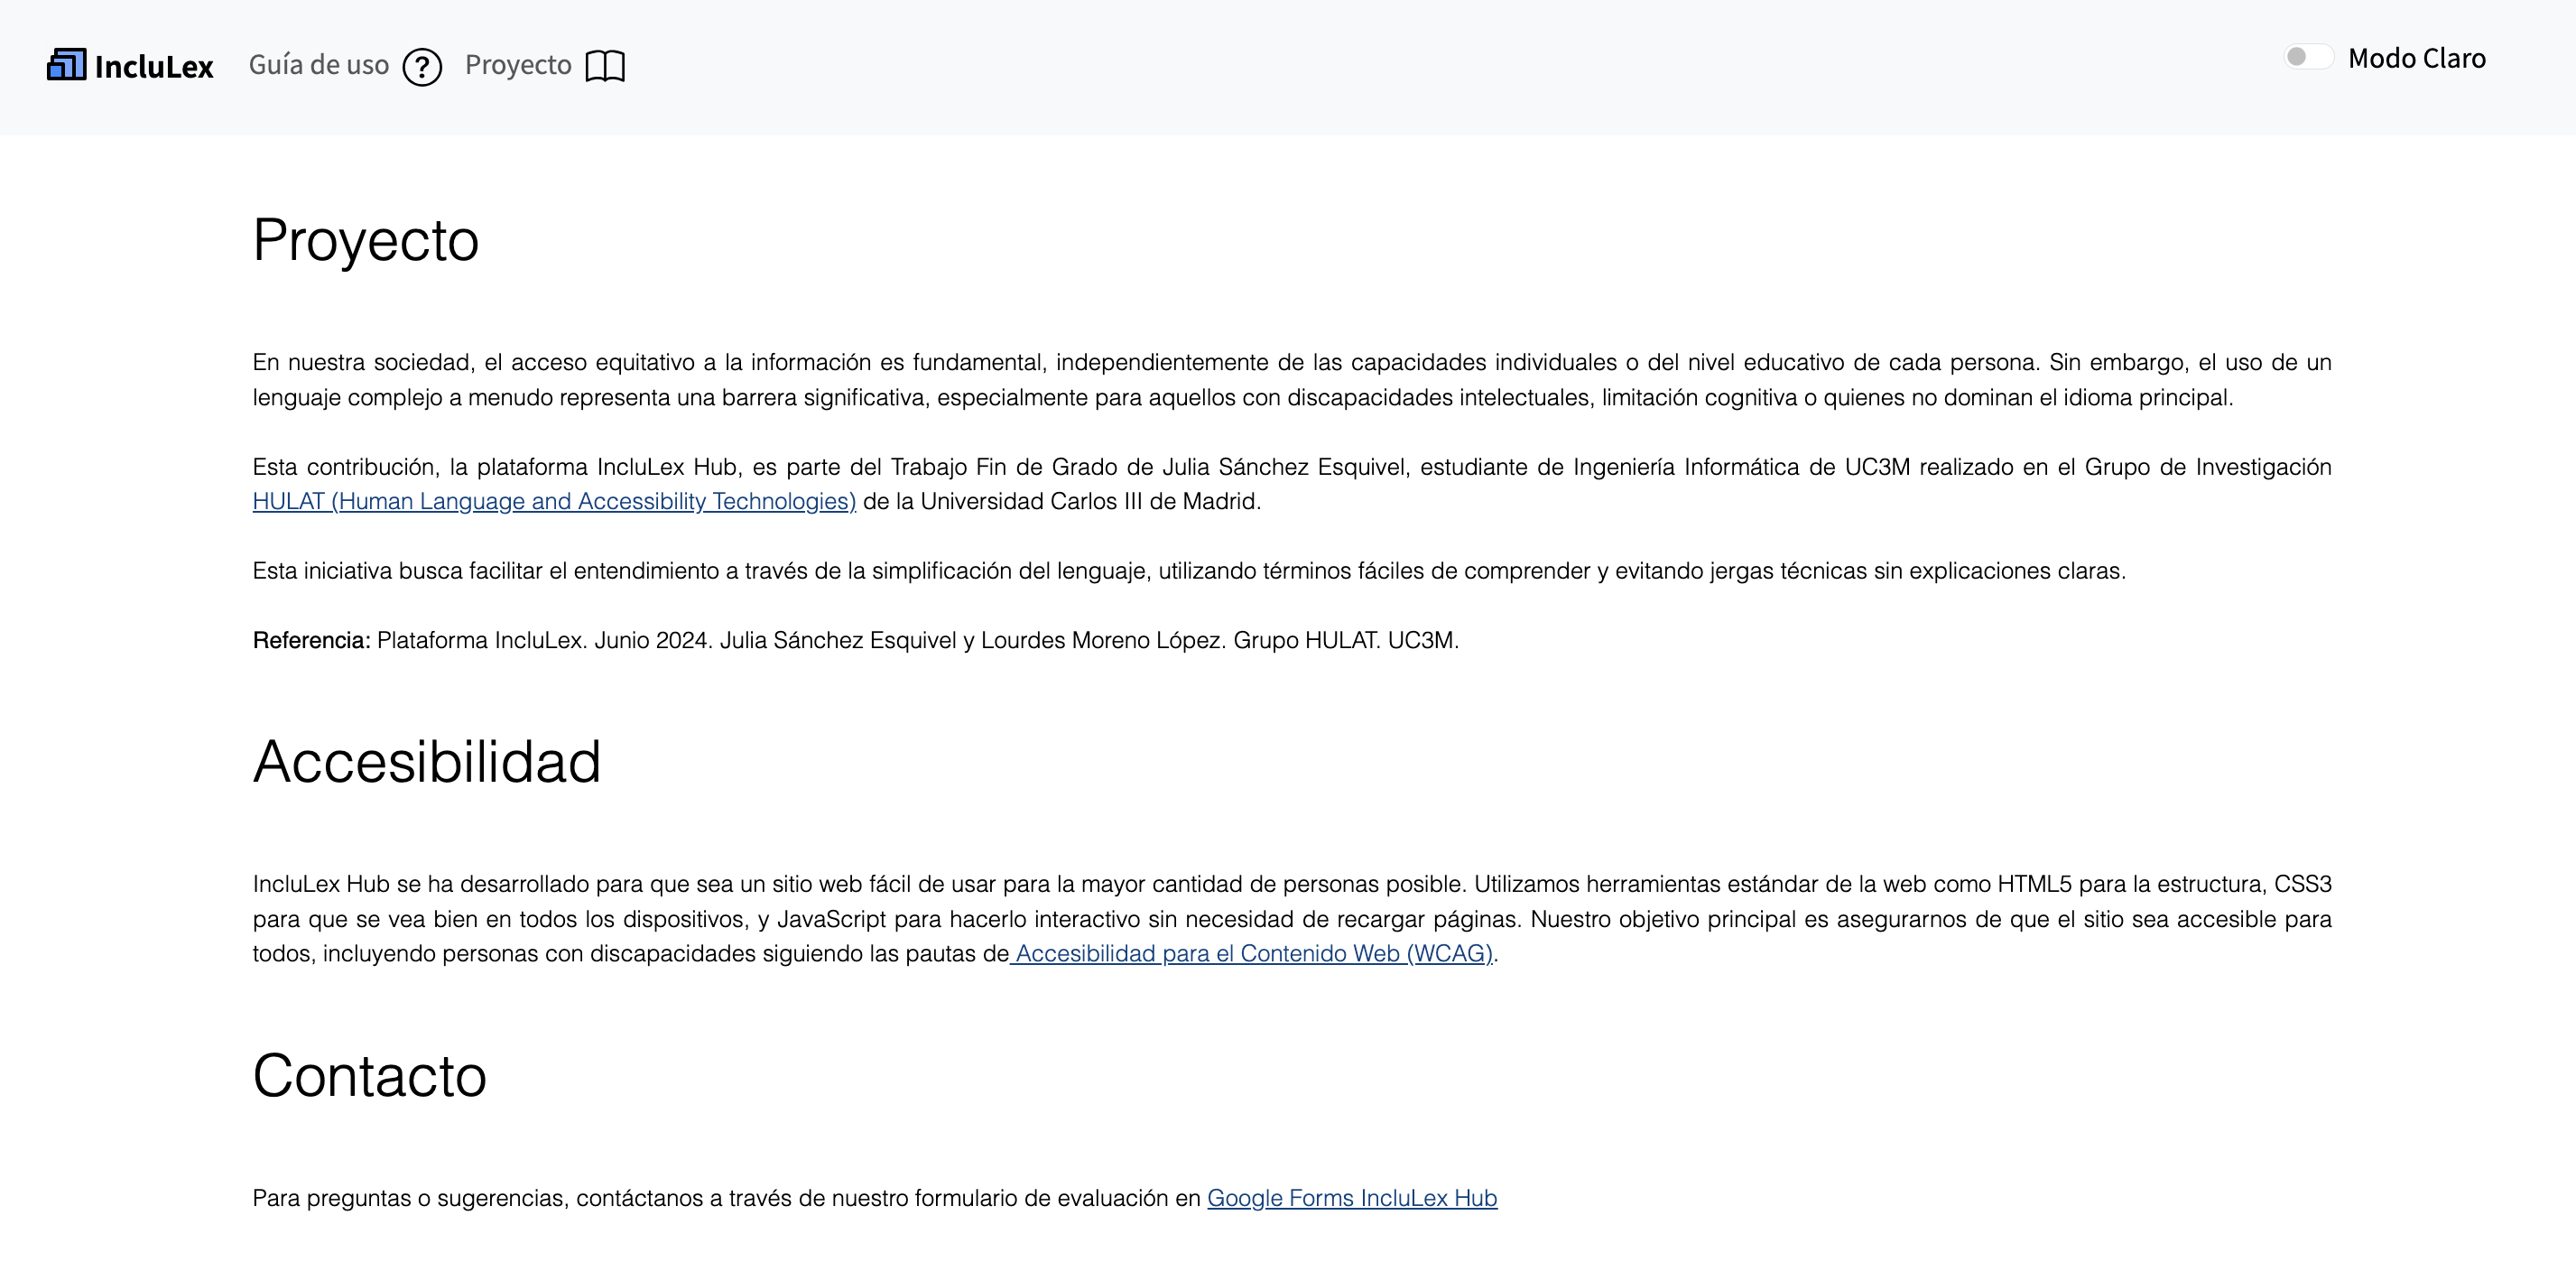 IncluLex Guía de uso ? Proyecto Modo Claro
Proyecto
En nuestra sociedad, el acceso equitativo a la información es fundamental, independientemente de las capacidades individuales o del nivel educativo de cada persona. Sin embargo, el uso de un
lenguaje complejo a menudo representa una barrera significativa, especialmente para aquellos con discapacidades intelectuales, limitación cognitiva o quienes no dominan el idioma principal.
Esta contribución, la plataforma IncluLex Hub, es parte del Trabajo Fin de Grado de Julia Sánchez Esquivel, estudiante de Ingeniería Informática de UC3M realizado en el Grupo de Investigación
HULAT (Human Language and Accessibility Technologies) de la Universidad Carlos III de Madrid.
Esta iniciativa busca facilitar el entendimiento a través de la simplificación del lenguaje, utilizando términos fáciles de comprender y evitando jergas técnicas sin explicaciones claras.
Referencia: Plataforma IncluLex. Junio 2024. Julia Sánchez Esquivel y Lourdes Moreno López. Grupo HULAT. UC3M.
Accesibilidad
IncluLex Hub se ha desarrollado para que sea un sitio web fácil de usar para la mayor cantidad de personas posible. Utilizamos herramientas estándar de la web como HTML5 para la estructura, CSS3
para que se vea bien en todos los dispositivos, y JavaScript para hacerlo interactivo sin necesidad de recargar páginas. Nuestro objetivo principal es asegurarnos de que el sitio sea accesible para
todos, incluyendo personas con discapacidades siguiendo las pautas de Accesibilidad para el Contenido Web (WCAG).
Contacto
Para preguntas o sugerencias, contáctanos a través de nuestro formulario de evaluación en Google Forms IncluLex Hub